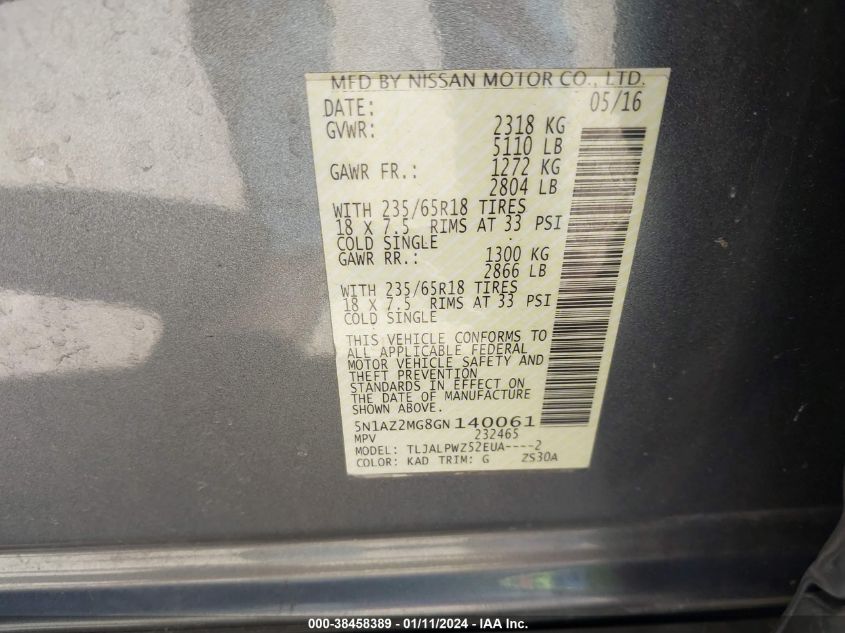 MFD BY NISSAN MOTOR CO., LTD.
DATE: 05/16
GVWR: 2318 KG
5110 LB
GAWR FR.: 1272 KG
2804 LB
WITH 235/65R18 TIRES
18 X 7.5 RIMS AT 33 PSI
COLD SINGLE
GAWR RR.: 1300 KG
2866 LB
WITH 235/65R18 TIRES
18 X 7.5 RIMS AT 33 PSI
COLD SINGLE
THIS VEHICLE CONFORMS TO
ALL APPLICABLE FEDERAL
MOTOR VEHICLE SAFETY AND
THEFT PREVENTION
STANDARDS IN EFFECT ON
THE DATE OF MANUFACTURE
SHOWN ABOVE.
5N1AZ2MG8GN140061
MPV 232465
MODEL: TLJALPWZ52EUA----2
COLOR: KAD TRIM: G ZS30A
000-38458389 - 01/11/2024 - IAA Inc.